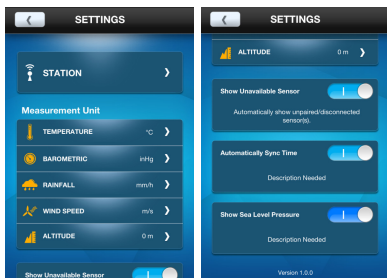 SETTINGS
STATION
Measurement Unit
TEMPERATURE °C
BAROMETRIC inHg
RAINFALL mm/h
WIND SPEED m/s
ALTITUDE 0 m
Show Unavailable Sensor
SETTINGS
ALTITUDE 0 m
Show Unavailable Sensor
Automatically show unpaired/disconnected
sensor(s).
Automatically Sync Time
Description Needed
Show Sea Level Pressure
Description Needed
Version 1.0.0